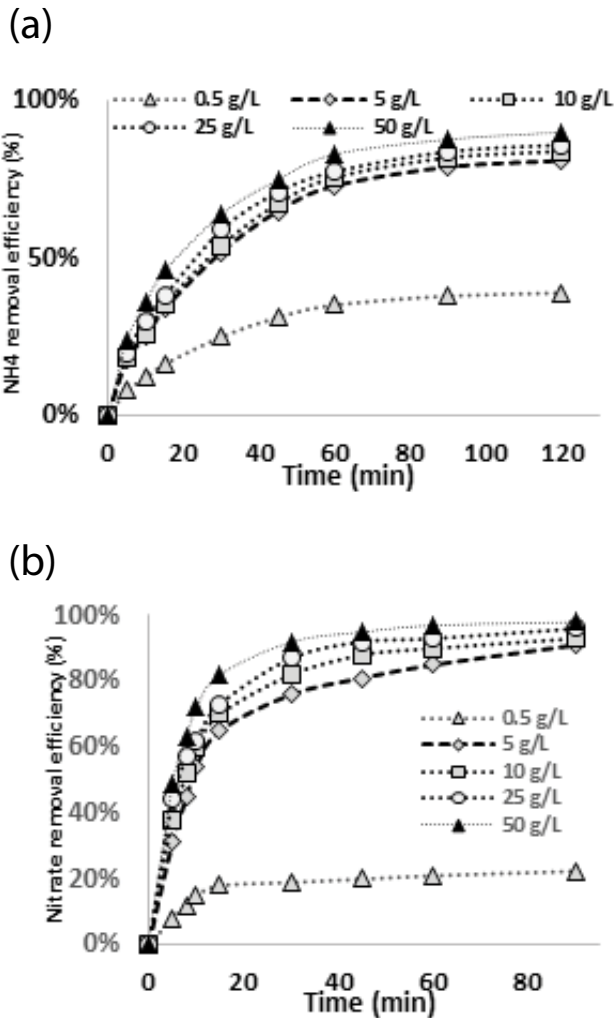 (a)
0.5 g/L 5 g/L 10 g/L
25 g/L 50 g/L
100%
50%
0%
NH4 removal efficiency (%)
0 20 40 60 80 100 120
Time (min)
(b)
100%
80%
60%
40%
20%
0%
Nitrate removal efficiency (%)
0.5 g/L
5 g/L
10 g/L
25 g/L
50 g/L
0 20 40 60 80
Time (min)